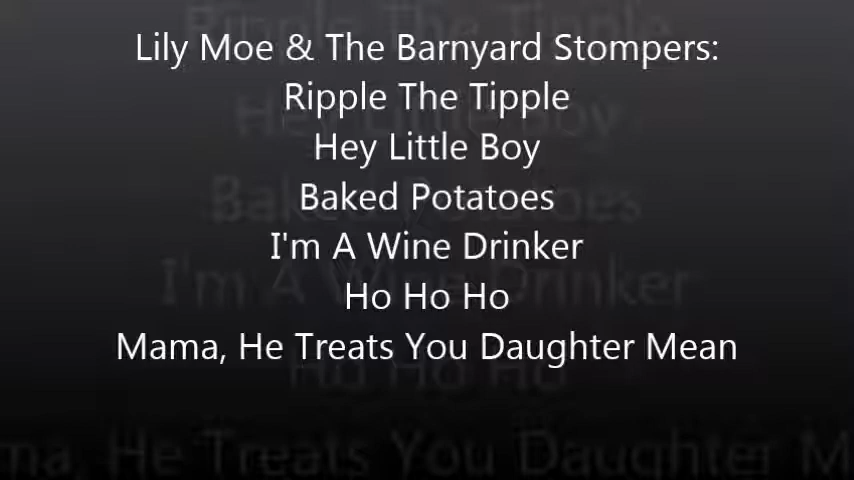 Lily Moe & The Barnyard Stompers:
Ripple The Tipple
Hey Little Boy
Baked Potatoes
I'm A Wine Drinker
Ho Ho Ho
Mama, He Treats You Daughter Mean